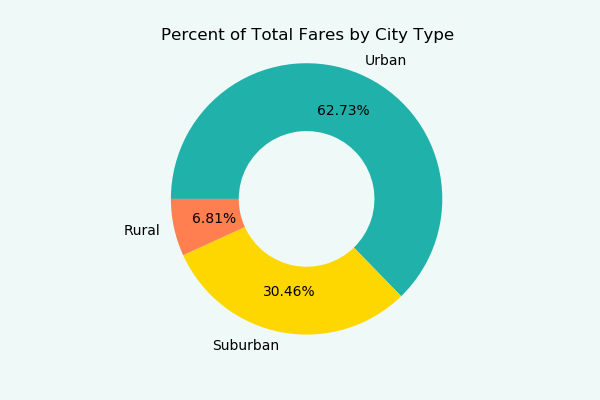 Percent of Total Fares by City Type
Urban
62.73%
6.81%
Rural
30.46%
Suburban